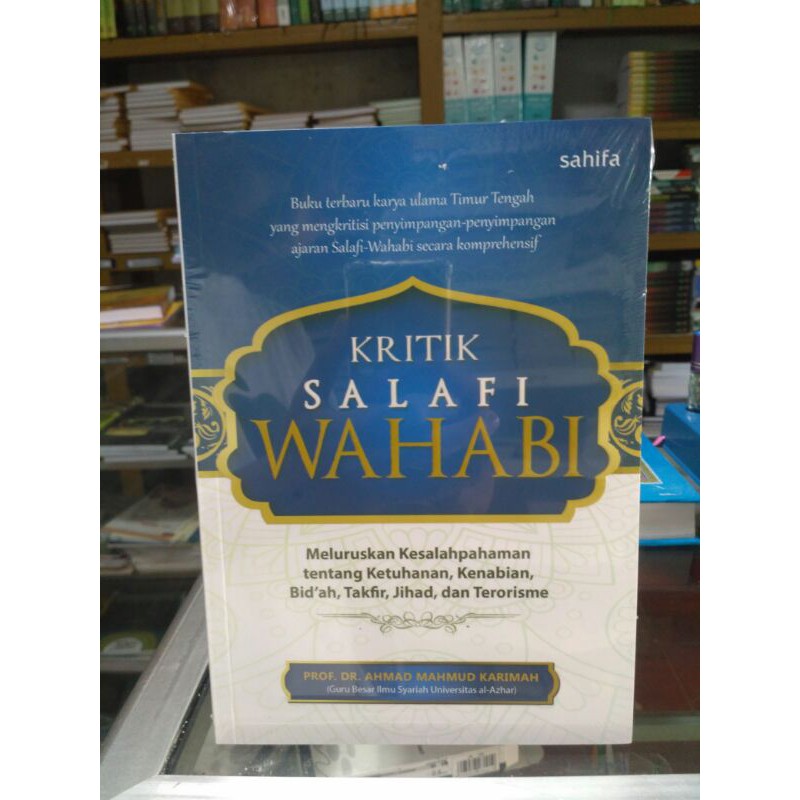 sahifa
Buku terbaru karya ulama Timur Tengah
yang mengkritisi penyimpangan-penyimpangan
ajaran Salafi-Wahabi secara komprehensif
KRITIK
SALAFI
WAHABI
Meluruskan Kesalahpahaman
tentang Ketuhanan, Kenabian,
Bid'ah, Takfir, Jihad, dan Terorisme
PROF. DR. AHMAD MAHMUD KARIMAH
(Guru Besar Ilmu Syariah Universitas al-Azhar)